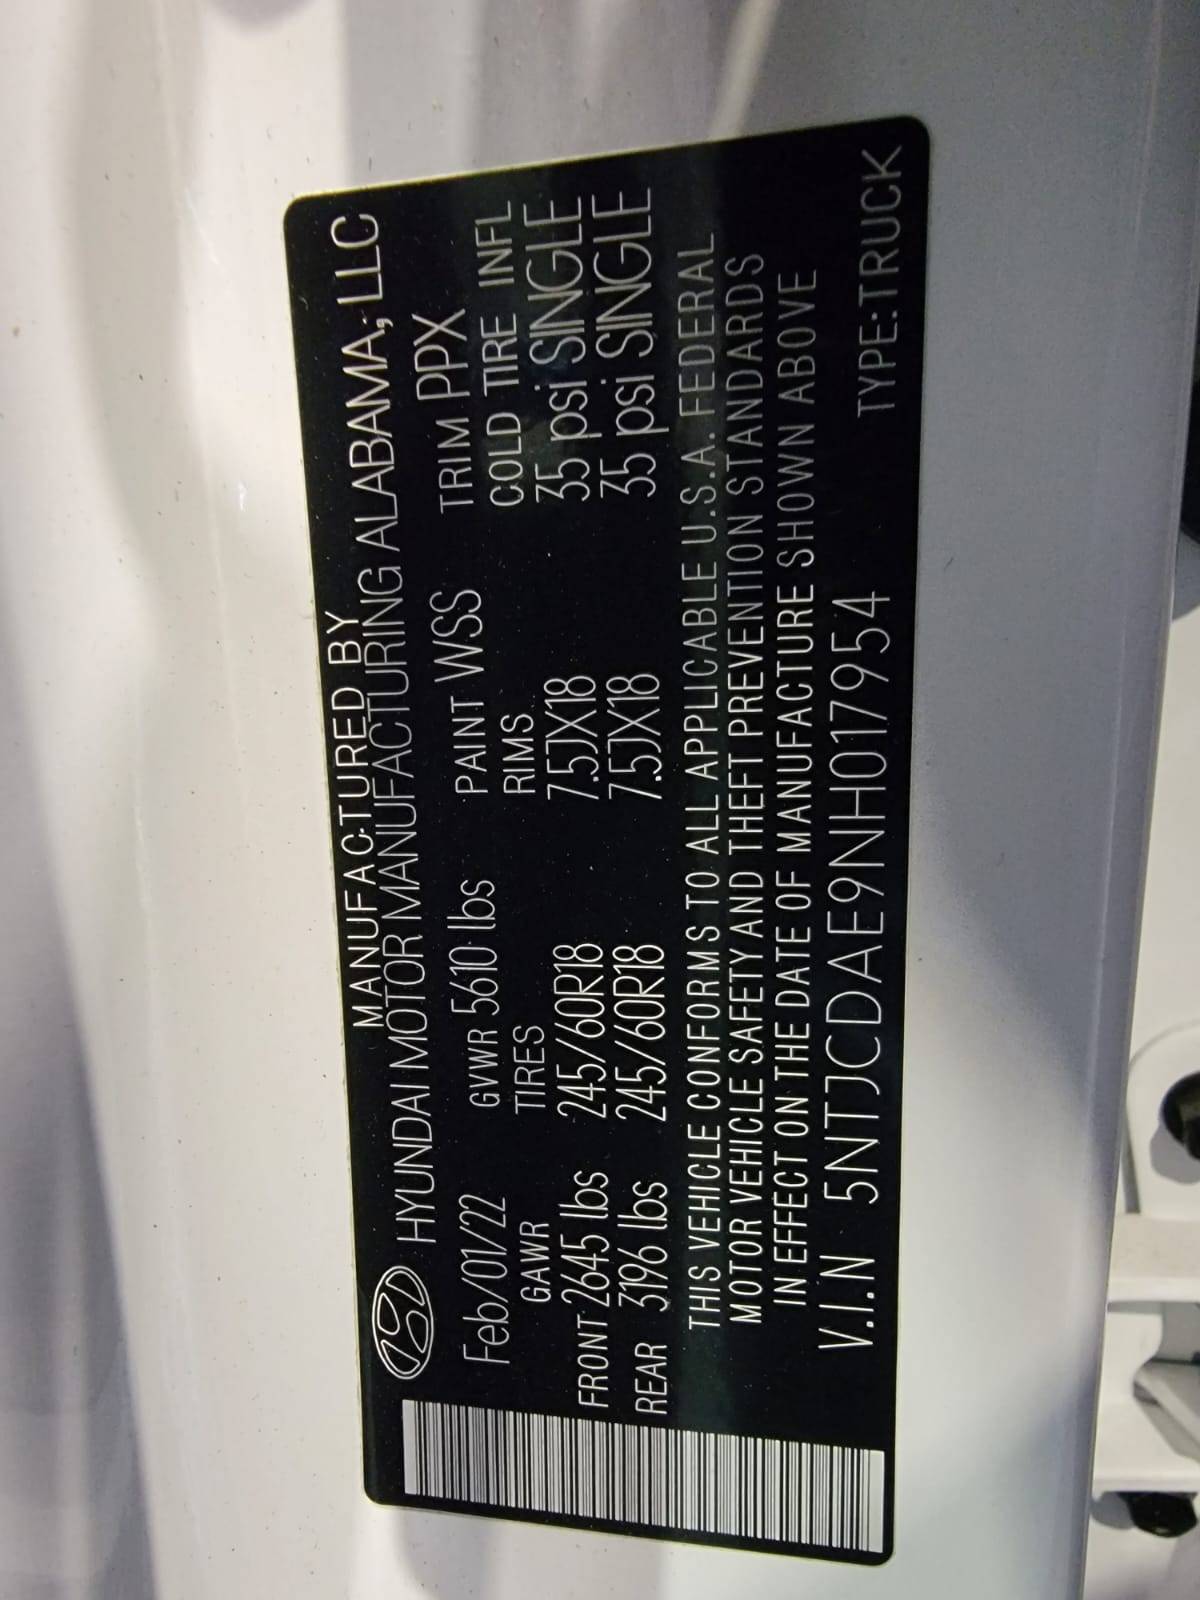 MANUFACTURED BY
HYUNDAI MOTOR MANUFACTURING ALABAMA, LLC
Feb/01/22 GVWR 5610 lbs PAINT WSS TRIM PPX
GAWR TIRES RIMS COLD TIRE INFL
FRONT 2645 lbs 245/60R18 7.5JX18 35 psi SINGLE
REAR 3196 lbs 245/60R18 7.5JX18 35 psi SINGLE
THIS VEHICLE CONFORMS TO ALL APPLICABLE U.S.A. FEDERAL
MOTOR VEHICLE SAFETY AND THEFT PREVENTION STANDARDS
IN EFFECT ON THE DATE OF MANUFACTURE SHOWN ABOVE
V.I.N 5NTJCDAE9NH017954 TYPE:TRUCK